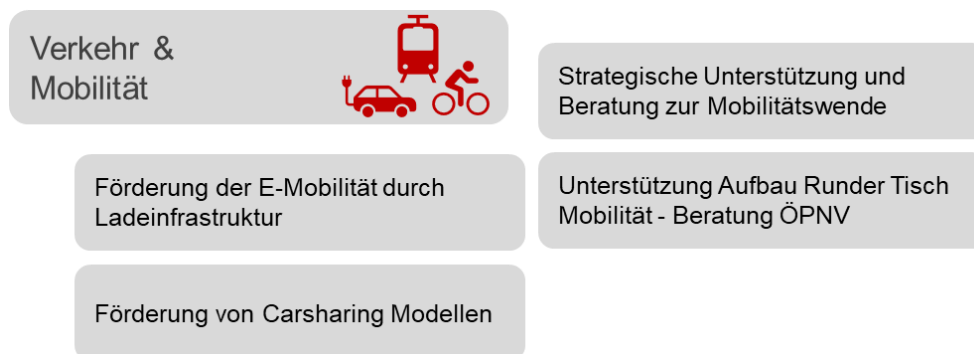 Verkehr &
Mobilität
Förderung der E-Mobilität durch
Ladeinfrastruktur
Förderung von Carsharing Modellen
Strategische Unterstützung und
Beratung zur Mobilitätswende
Unterstützung Aufbau Runder Tisch
Mobilität - Beratung ÖPNV